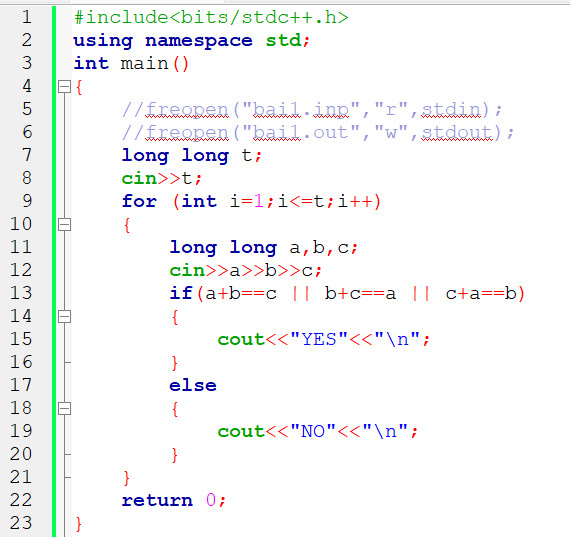 1 #include<bits/stdc++.h>
2 using namespace std;
3 int main()
4 {
5     //freopen("bai1.inp","r",stdin);
6     //freopen("bai1.out","w",stdout);
7     long long t;
8     cin>>t;
9     for (int i=1;i<=t;i++)
10     {
11         long long a,b,c;
12         cin>>a>>b>>c;
13         if(a+b==c || b+c==a || c+a==b)
14         {
15             cout<<"YES"<<"\n";
16         }
17         else
18         {
19             cout<<"NO"<<"\n";
20         }
21     }
22     return 0;
23 }